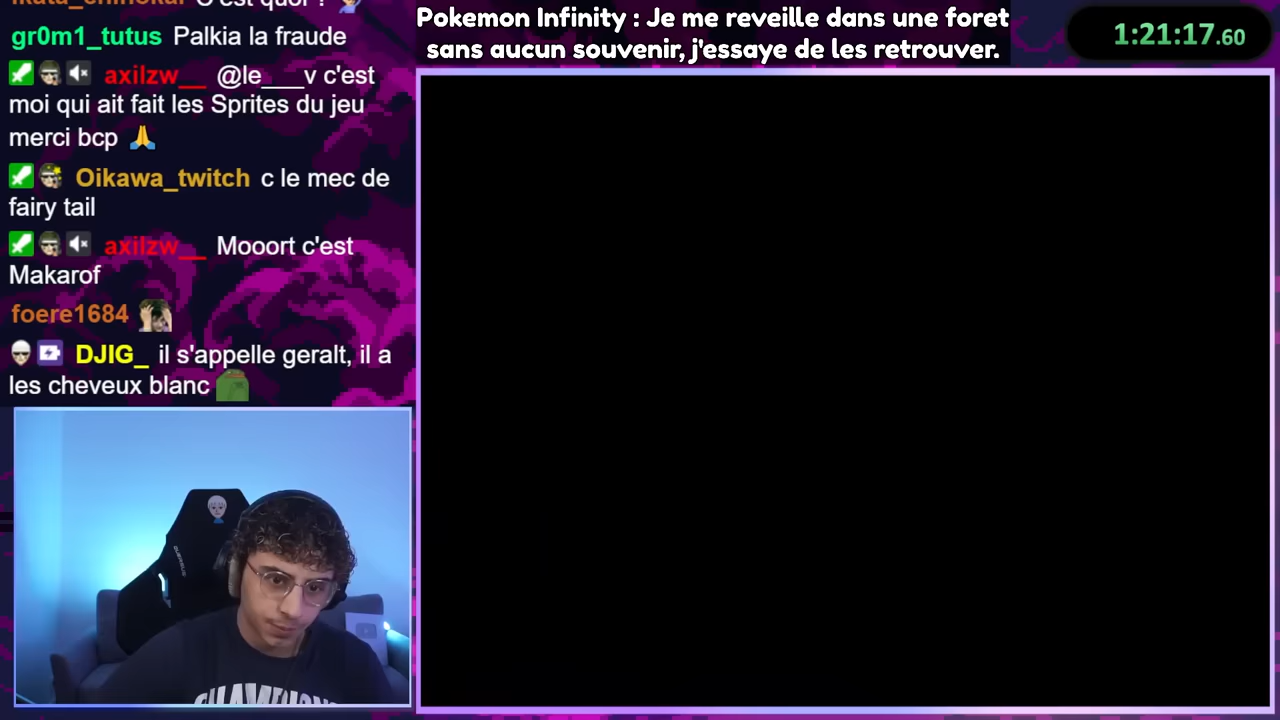 C'est quoi ?
gr0m1_tutus Palkia la fraude
axilzw__ @le___v c'est
moi qui ait fait les Sprites du jeu
merci bcp 🙏
Oikawa_twitch c le mec de
fairy tail
axilzw__ Mooort c'est
Makarof
foere1684
DJIG_ il s'appelle geralt, il a
les cheveux blanc
Pokemon Infinity : Je me reveille dans une foret
sans aucun souvenir, j'essaye de les retrouver.
1:21:17.60